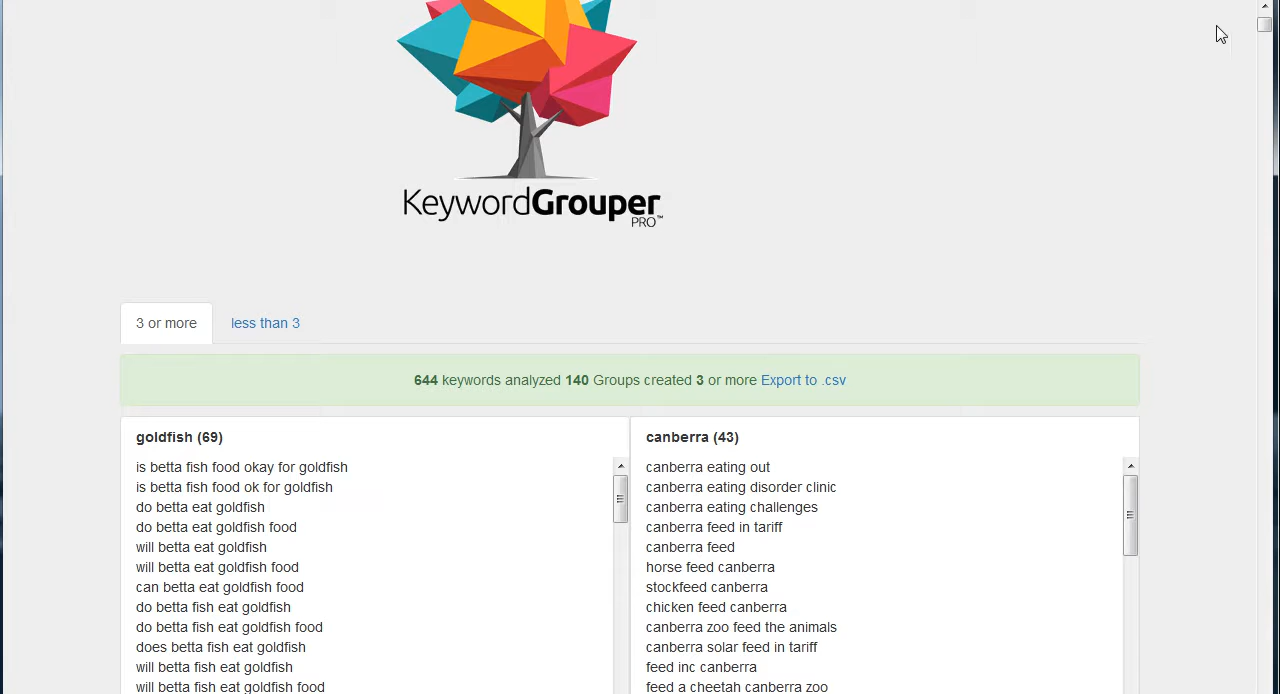 KeywordGrouper
PRO™
3 or more
less than 3
644 keywords analyzed 140 Groups created 3 or more Export to .csv
goldfish (69)
is betta fish food okay for goldfish
is betta fish food ok for goldfish
do betta eat goldfish
do betta eat goldfish food
will betta eat goldfish
will betta eat goldfish food
can betta eat goldfish food
do betta fish eat goldfish
do betta fish eat goldfish food
does betta fish eat goldfish
will betta fish eat goldfish
will betta fish eat goldfish food
canberra (43)
canberra eating out
canberra eating disorder clinic
canberra eating challenges
canberra feed in tariff
canberra feed
horse feed canberra
stockfeed canberra
chicken feed canberra
canberra zoo feed the animals
canberra solar feed in tariff
feed inc canberra
feed a cheetah canberra zoo